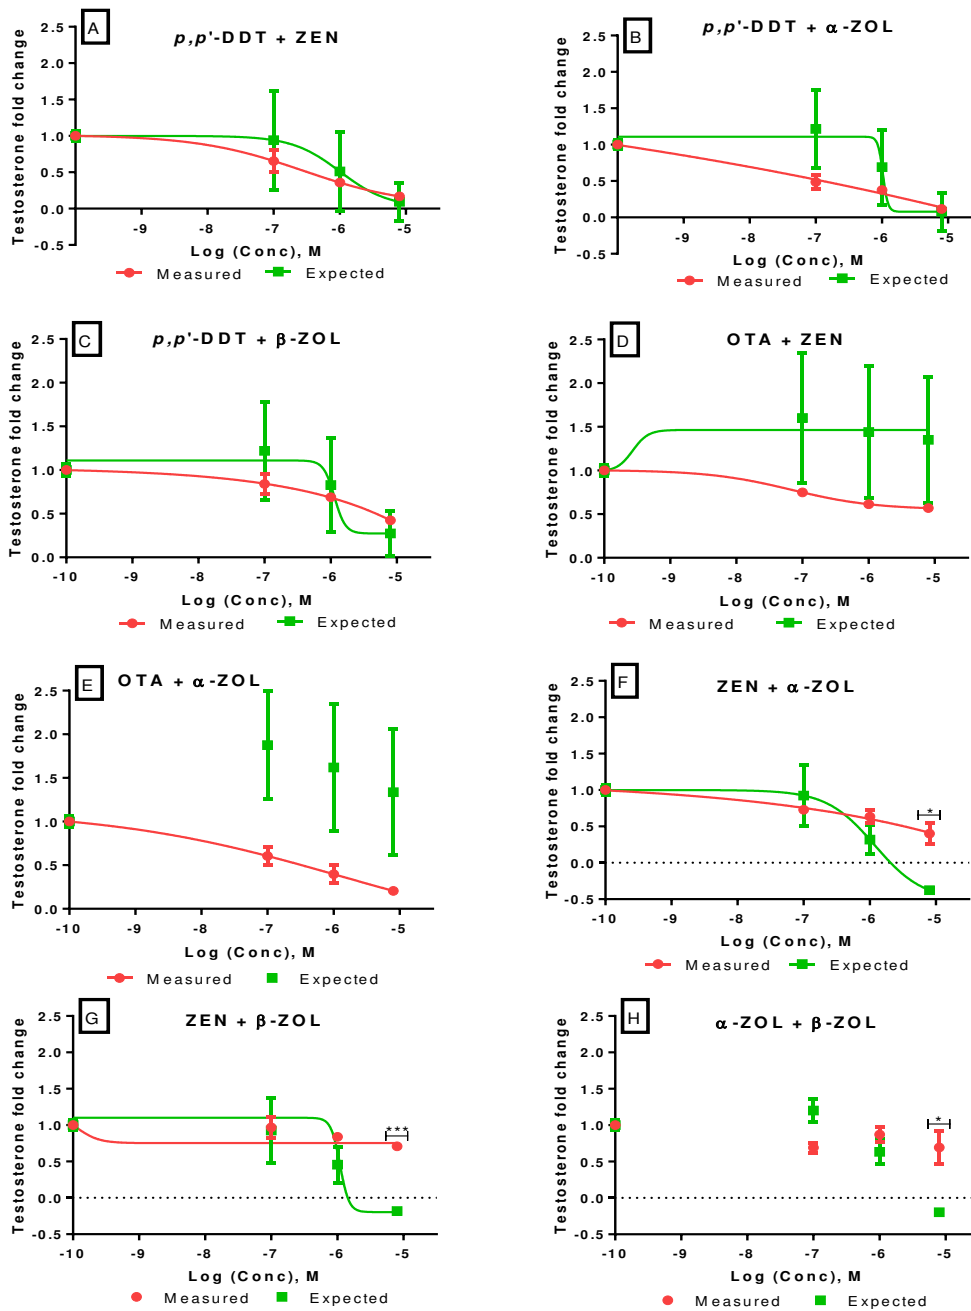 A
p,p'-DDT + ZEN
Testosterone fold change
2.5
2.0
1.5
1.0
0.5
0.0
-0.5
-9 -8 -7 -6 -5
Log (Conc), M
Measured Expected
B
p,p'-DDT + α-ZOL
Testosterone fold change
2.5
2.0
1.5
1.0
0.5
0.0
-0.5
-9 -8 -7 -6 -5
Log (Conc), M
Measured Expected
C
p,p'-DDT + β-ZOL
Testosterone fold change
2.5
2.0
1.5
1.0
0.5
0.0
-10 -9 -8 -7 -6 -5
Log (Conc), M
Measured Expected
D
OTA + ZEN
Testosterone fold change
2.5
2.0
1.5
1.0
0.5
0.0
-10 -9 -8 -7 -6 -5
Log (Conc), M
Measured Expected
E
OTA + α-ZOL
Testosterone fold change
2.5
2.0
1.5
1.0
0.5
0.0
-10 -9 -8 -7 -6 -5
Log (Conc), M
Measured Expected
F
ZEN + α-ZOL
Testosterone fold change
2.5
2.0
1.5
1.0
0.5
0.0
-0.5
*
-10 -9 -8 -7 -6 -5
Log (Conc), M
Measured Expected
G
ZEN + β-ZOL
Testosterone fold change
2.5
2.0
1.5
1.0
0.5
0.0
-0.5
***
-10 -9 -8 -7 -6 -5
Log (Conc), M
Measured Expected
H
α-ZOL + β-ZOL
Testosterone fold change
2.5
2.0
1.5
1.0
0.5
0.0
-0.5
*
-10 -9 -8 -7 -6 -5
Log (Conc), M
Measured Expected